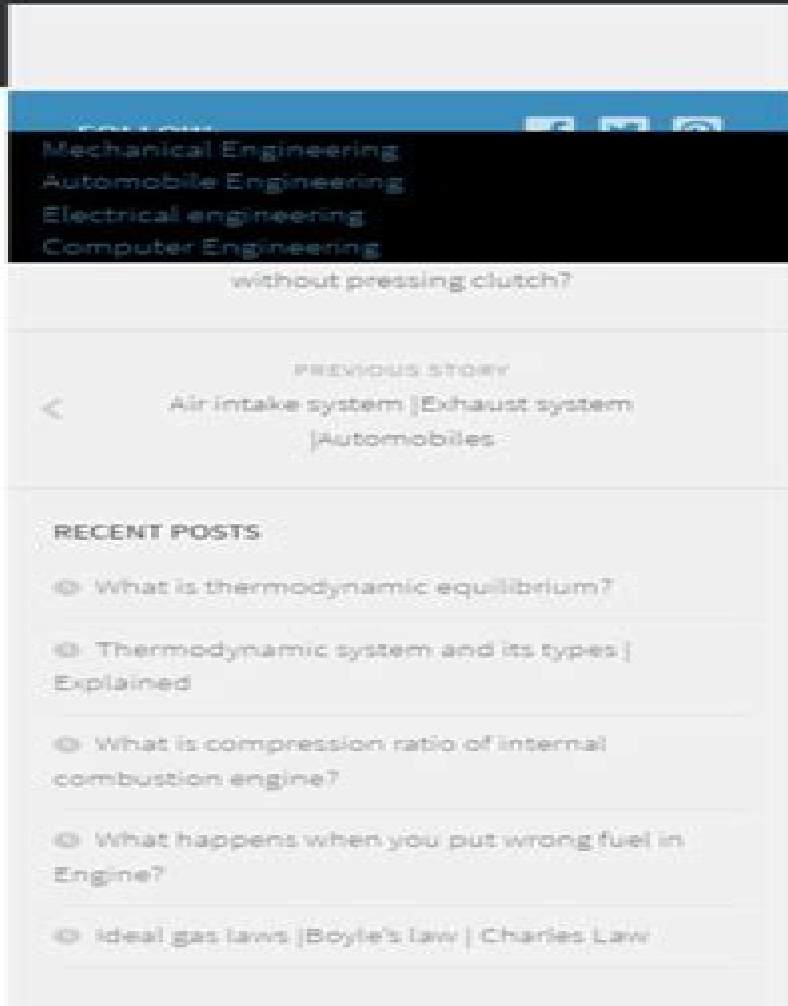 FOLLOW:
Mechanical Engineering
Automobile Engineering
Electrical engineering
Computer Engineering
without pressing clutch?
PREVIOUS STORY
Air intake system |Exhaust system
|Automobiles
RECENT POSTS
What is thermodynamic equilibrium?
Thermodynamic system and its types |
Explained
What is compression ratio of internal
combustion engine?
What happens when you put wrong fuel in
Engine?
Ideal gas laws |Boyle's law | Charles Law